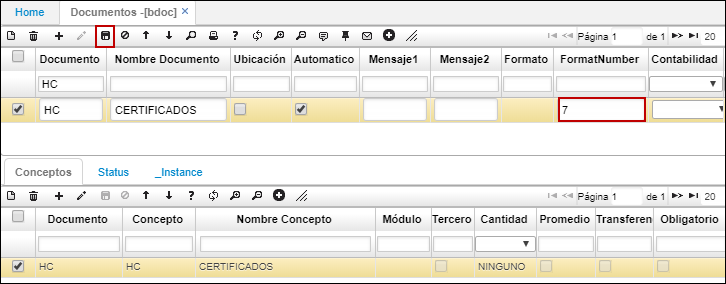 Home Documentos -[bdoc] ×
Página 1 de 1 20
Documento Nombre Documento Ubicación Automatico Mensaje1 Mensaje2 Formato FormatNumber Contabilidad
HC
HC CERTIFICADOS 7
Conceptos Status _Instance
Página 1 de 1 20
Documento Concepto Nombre Concepto Módulo Tercero Cantidad Promedio Transferen Obligatorio
HC HC CERTIFICADOS NINGUNO